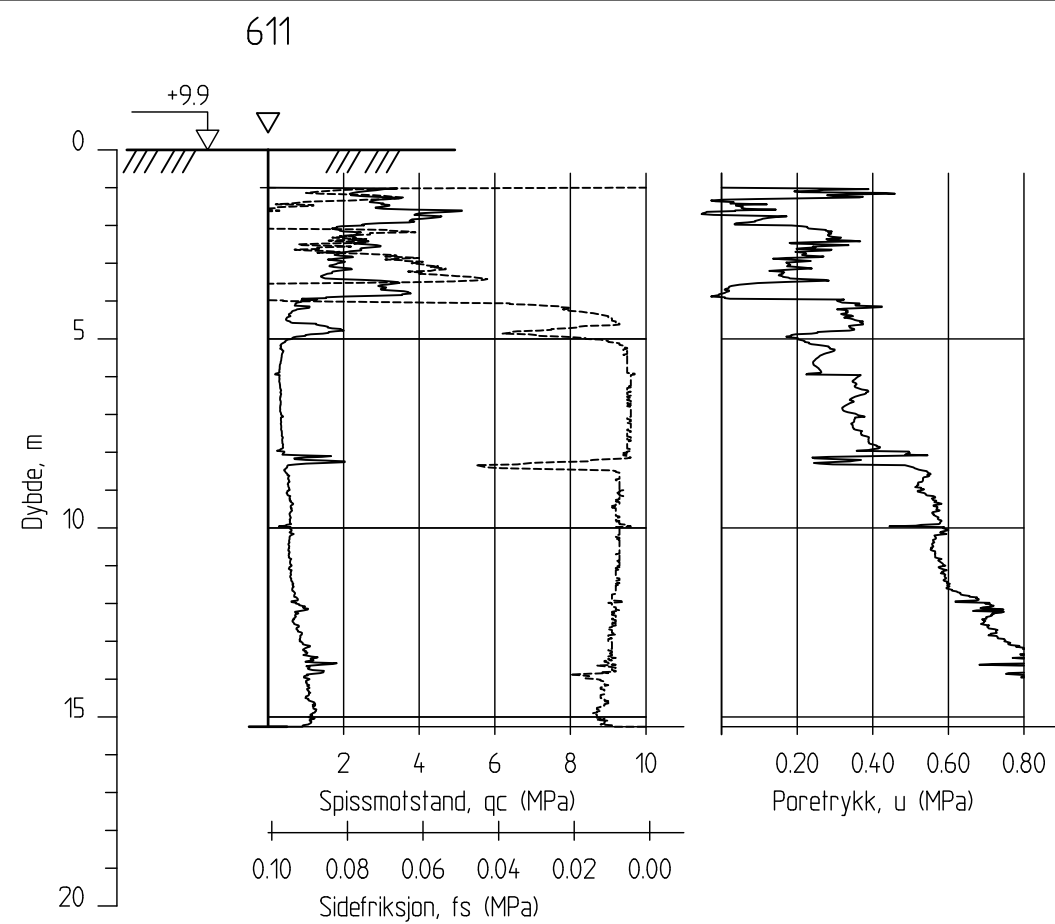 611
+9.9
0
5
10
15
20
Dybde, m
2 4 6 8 10
Spissmotstand, qc (MPa)
0.10 0.08 0.06 0.04 0.02 0.00
Sidefriksjon, fs (MPa)
0.20 0.40 0.60 0.80
Poretrykk, u (MPa)